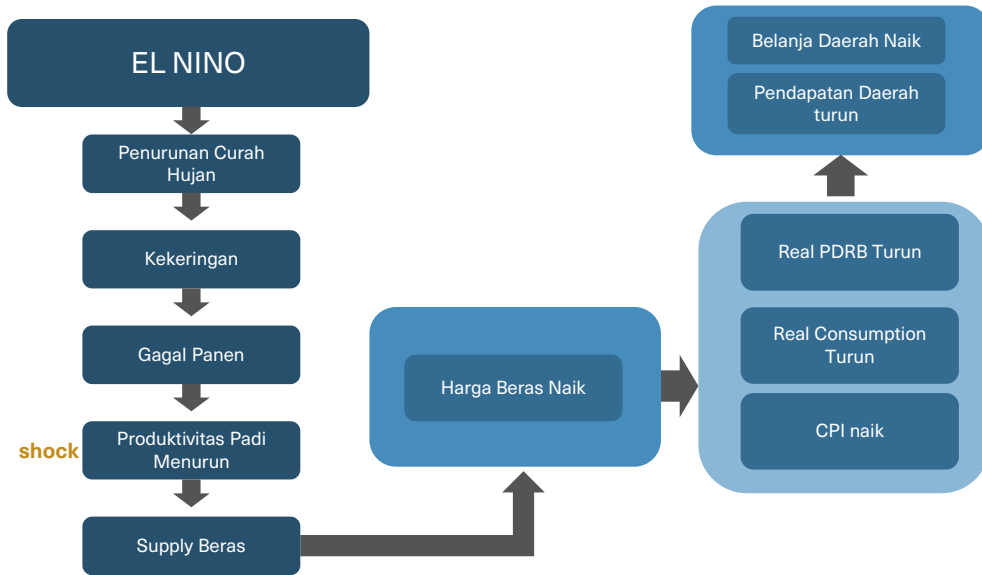 EL NINO
Penurunan Curah
Hujan
Kekeringan
Gagal Panen
shock
Produktivitas Padi
Menurun
Supply Beras
Harga Beras Naik
Real PDRB Turun
Real Consumption
Turun
CPI naik
Belanja Daerah Naik
Pendapatan Daerah
turun